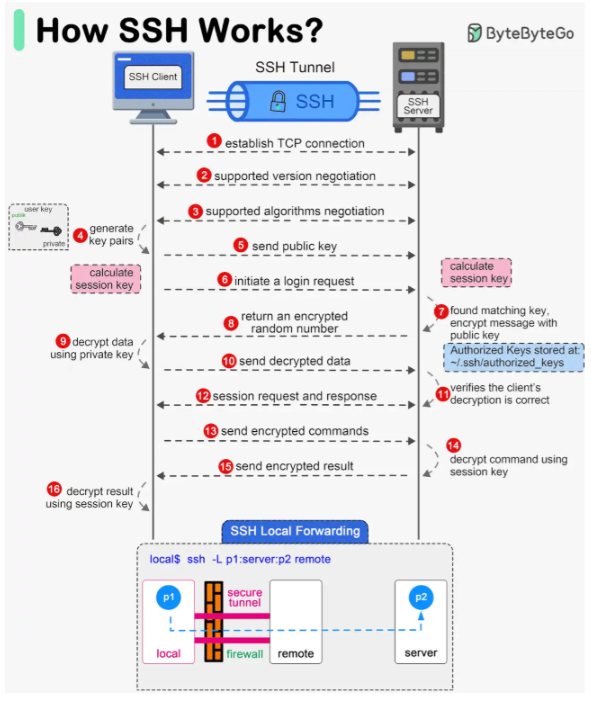 How SSH Works?
ByteByteGo
SSH Client
SSH Tunnel
SSH
SSH
Server
1 establish TCP connection
2 supported version negotiation
3 supported algorithms negotiation
user key
public
private
4 generate
key pairs
5 send public key
calculate
session key
6 initiate a login request
calculate
session key
7 found matching key,
encrypt message with
public key
8 return an encrypted
random number
9 decrypt data
using private key
Authorized Keys stored at:
~/.ssh/authorized_keys
10 send decrypted data
11 verifies the client's
decryption is correct
12 session request and response
13 send encrypted commands
14
decrypt command using
session key
15 send encrypted result
16 decrypt result
using session key
SSH Local Forwarding
local$ ssh -L p1:server:p2 remote
p1
secure
tunnel
p2
local
firewall
remote
server